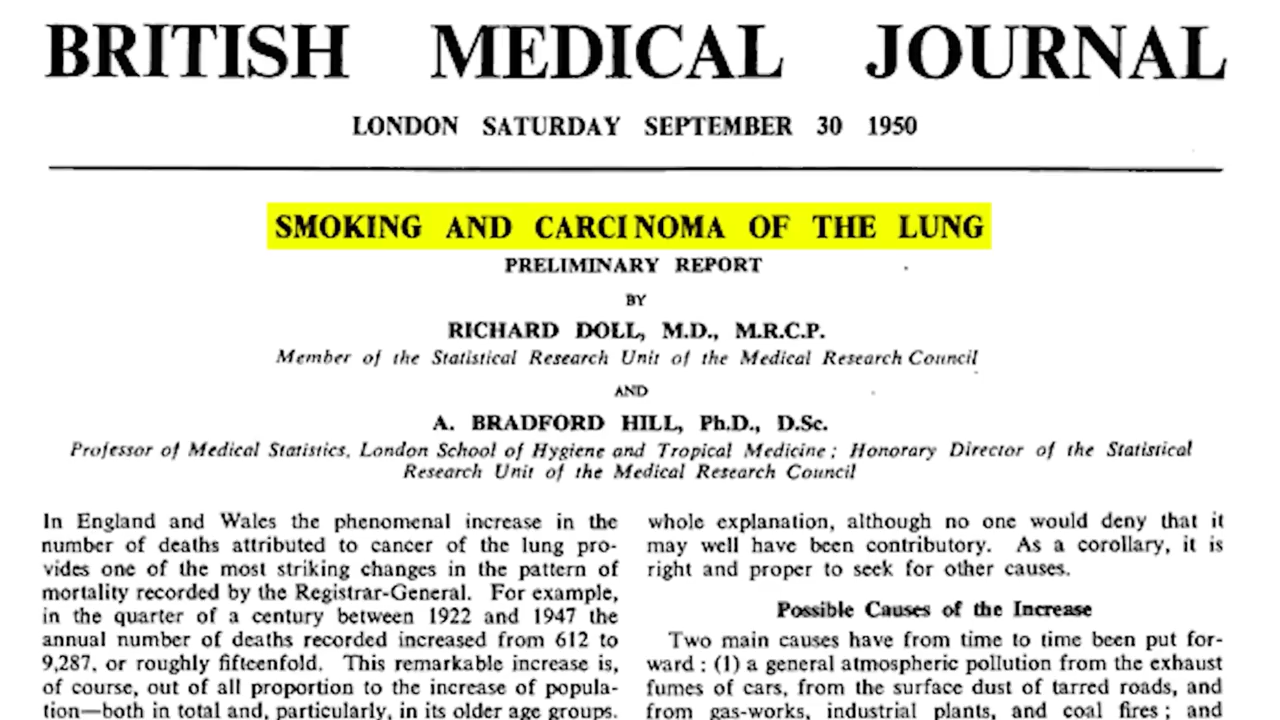 BRITISH MEDICAL JOURNAL
LONDON SATURDAY SEPTEMBER 30 1950
SMOKING AND CARCINOMA OF THE LUNG
PRELIMINARY REPORT
BY
RICHARD DOLL, M.D., M.R.C.P.
Member of the Statistical Research Unit of the Medical Research Council
AND
A. BRADFORD HILL, Ph.D., D.Sc.
Professor of Medical Statistics, London School of Hygiene and Tropical Medicine; Honorary Director of the Statistical
Research Unit of the Medical Research Council
In England and Wales the phenomenal increase in the
number of deaths attributed to cancer of the lung pro-
vides one of the most striking changes in the pattern of
mortality recorded by the Registrar-General. For example,
in the quarter of a century between 1922 and 1947 the
annual number of deaths recorded increased from 612 to
9,287, or roughly fifteenfold. This remarkable increase is,
of course, out of all proportion to the increase of popula-
tion—both in total and, particularly, in its older age groups.
whole explanation, although no one would deny that it
may well have been contributory. As a corollary, it is
right and proper to seek for other causes.
Possible Causes of the Increase
Two main causes have from time to time been put for-
ward: (1) a general atmospheric pollution from the exhaust
fumes of cars, from the surface dust of tarred roads, and
from gas-works, industrial plants, and coal fires; and